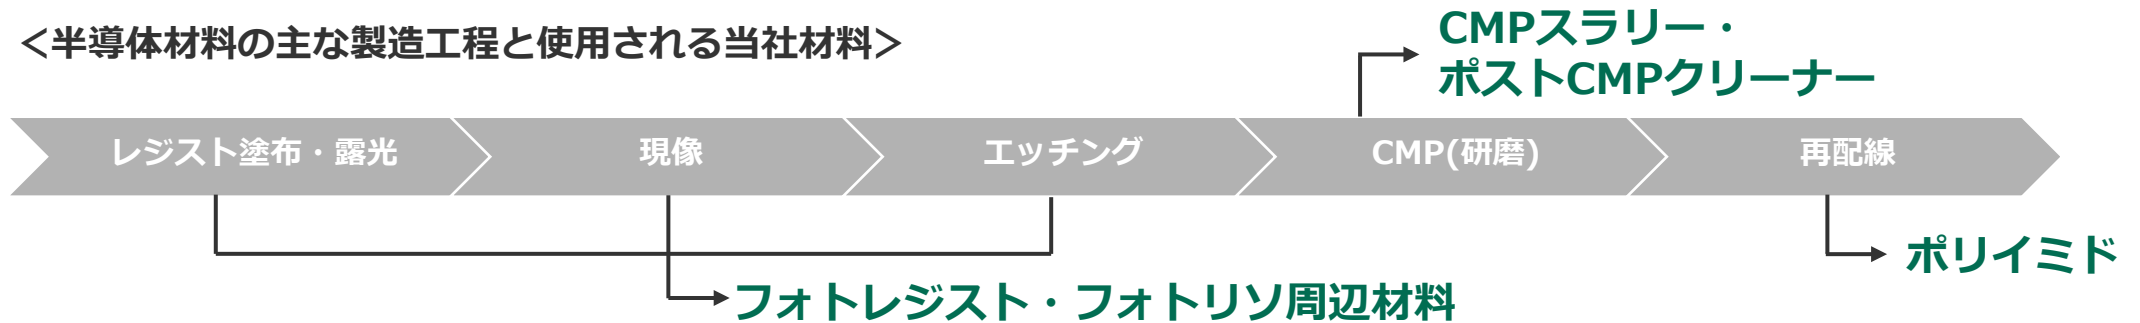 ＜半導体材料の主な製造工程と使用される当社材料＞
CMPスラリー・
ポストCMPクリーナー
レジスト塗布・露光
現像
エッチング
CMP(研磨)
再配線
ポリイミド
フォトレジスト・フォトリソ周辺材料